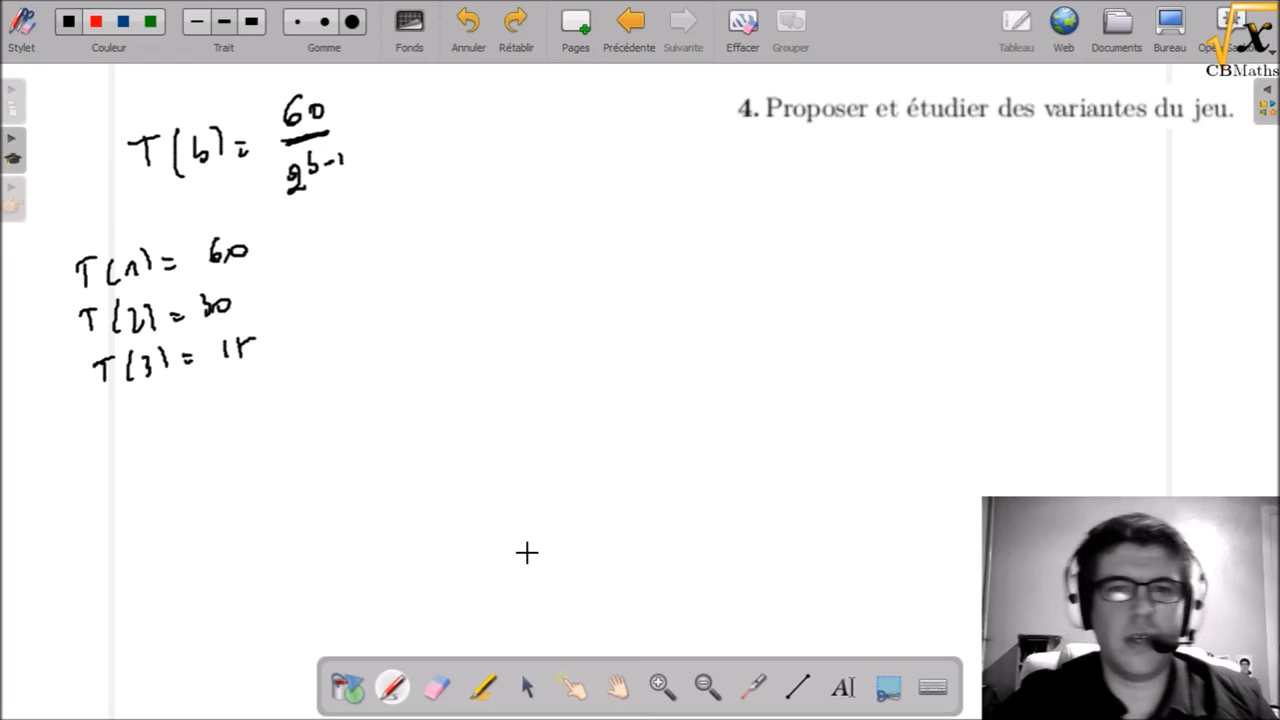 Stylet Couleur Trait Gomme Fonds Annuler Rétablir Pages Précédente Suivante Effacer Grouper Tableau Web Documents Bureau
CBMaths
4. Proposer et étudier des variantes du jeu.
T(b) = 60 / 2^{b-1}
T(1) = 60
T(2) = 30
T(3) = 15